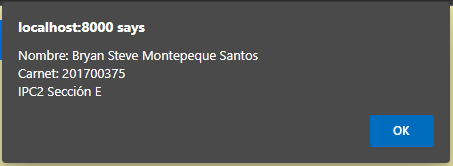 localhost:8000 says
Nombre: Bryan Steve Montepeque Santos
Carnet: 201700375
IPC2 Sección E
OK